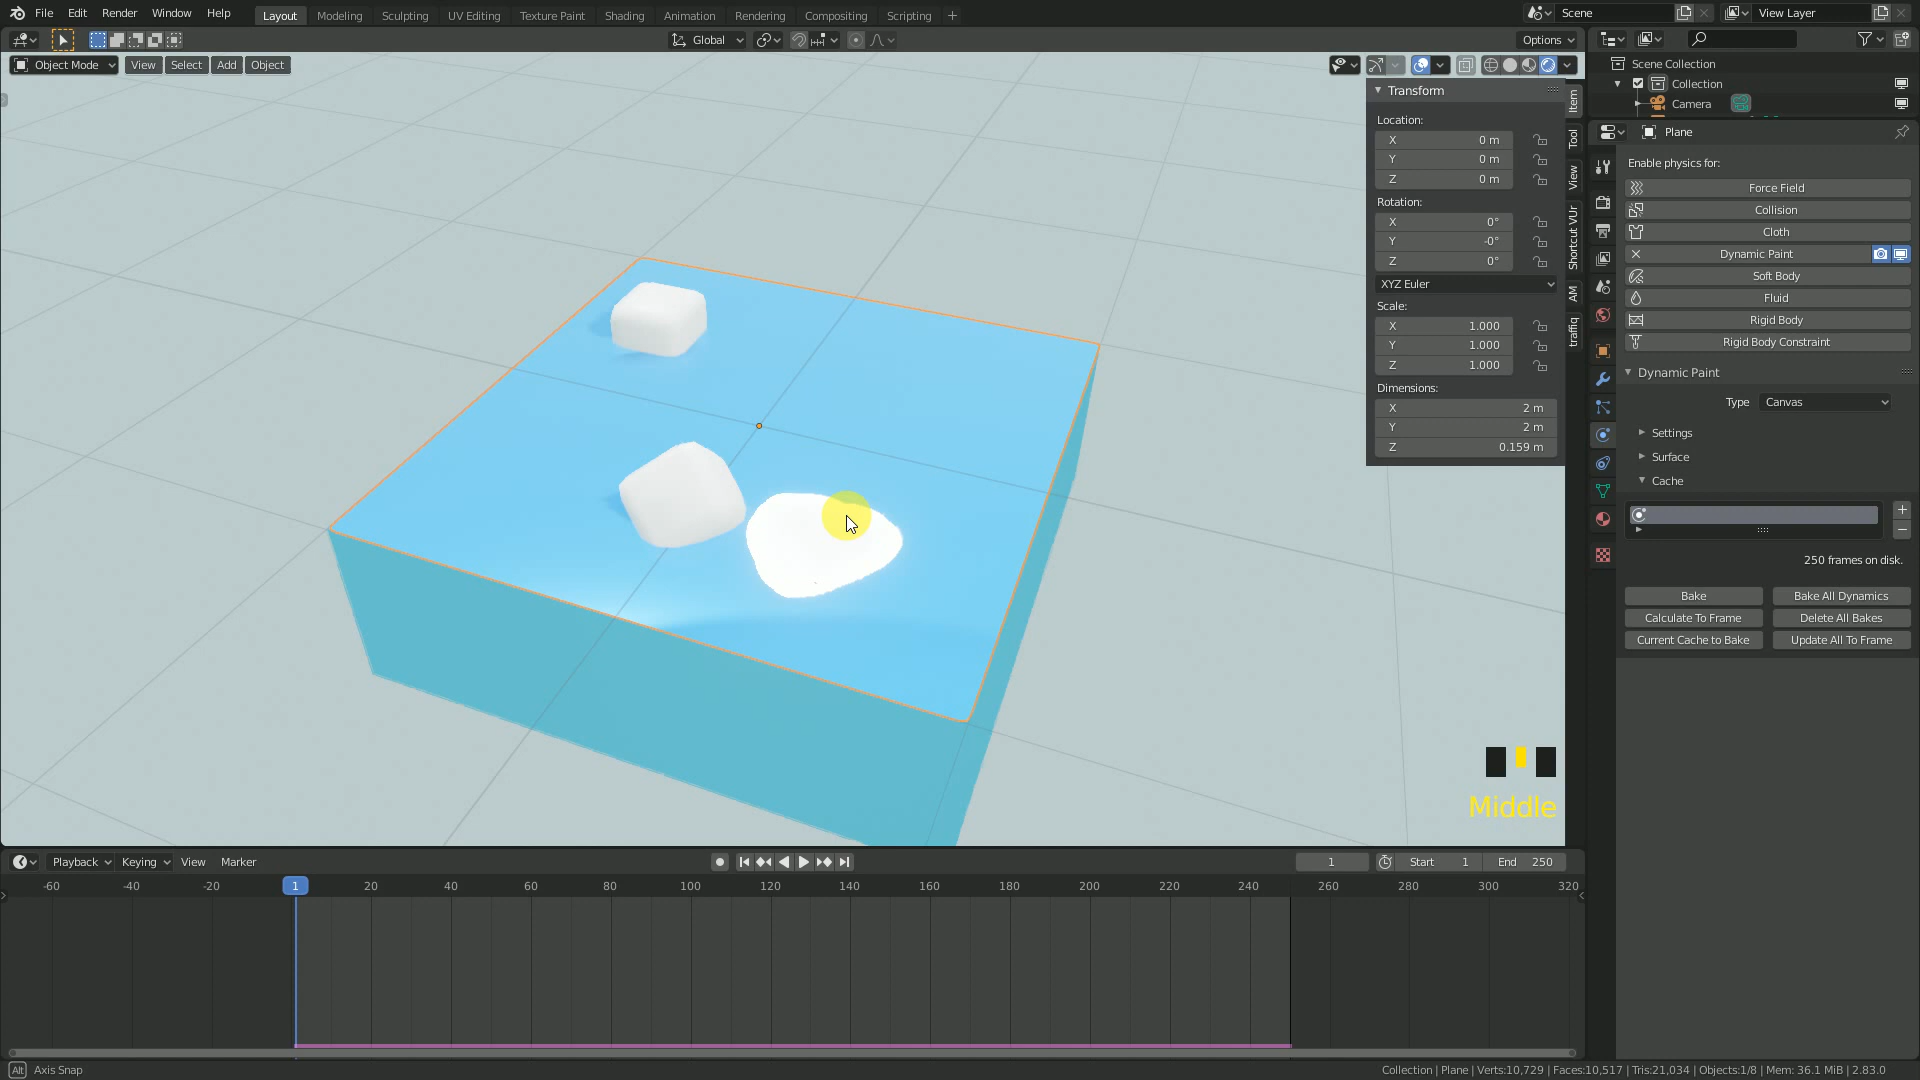 File Edit Render Window Help Layout Modeling Sculpting UV Editing Texture Paint Shading Animation Rendering Compositing Scripting + Scene View Layer
Global Options
Object Mode View Select Add Object
Scene Collection
Collection
Camera
Transform
Location:
X 0 m
Y 0 m
Z 0 m
Rotation:
X 0°
Y -0°
Z 0°
XYZ Euler
Scale:
X 1.000
Y 1.000
Z 1.000
Dimensions:
X 2 m
Y 2 m
Z 0.159 m
Item
Tool
View
Shortcut VUr
AM
traffiq
Plane
Enable physics for:
Force Field
Collision
Cloth
Dynamic Paint
Soft Body
Fluid
Rigid Body
Rigid Body Constraint
Dynamic Paint
Type Canvas
Settings
Surface
Cache
250 frames on disk.
Bake Bake All Dynamics
Calculate To Frame Delete All Bakes
Current Cache to Bake Update All To Frame
Middle
Playback Keying View Marker 1 Start 1 End 250
-60 -40 -20 1 20 40 60 80 100 120 140 160 180 200 220 240 260 280 300 320
Alt Axis Snap Collection | Plane | Verts:10,729 | Faces:10,517 | Tris:21,034 | Objects:1/8 | Mem: 36.1 MiB | 2.83.0